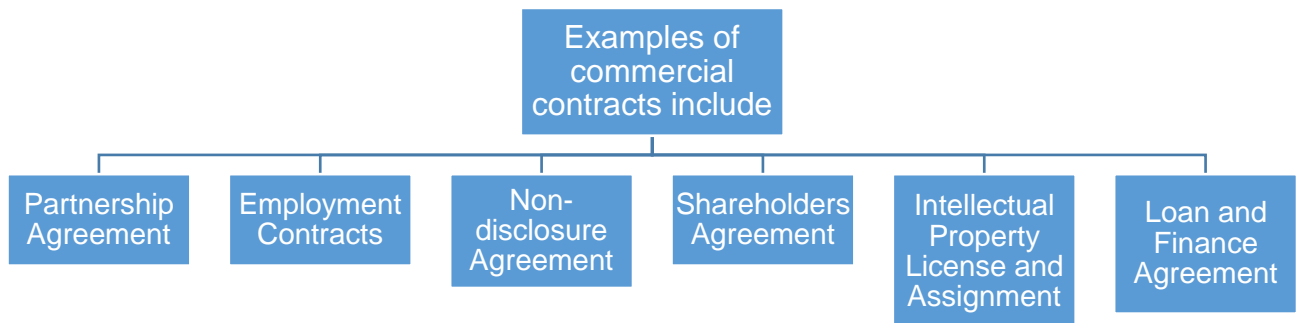 Examples of
commercial
contracts include
Partnership
Agreement
Employment
Contracts
Non-
disclosure
Agreement
Shareholders
Agreement
Intellectual
Property
License and
Assignment
Loan and
Finance
Agreement